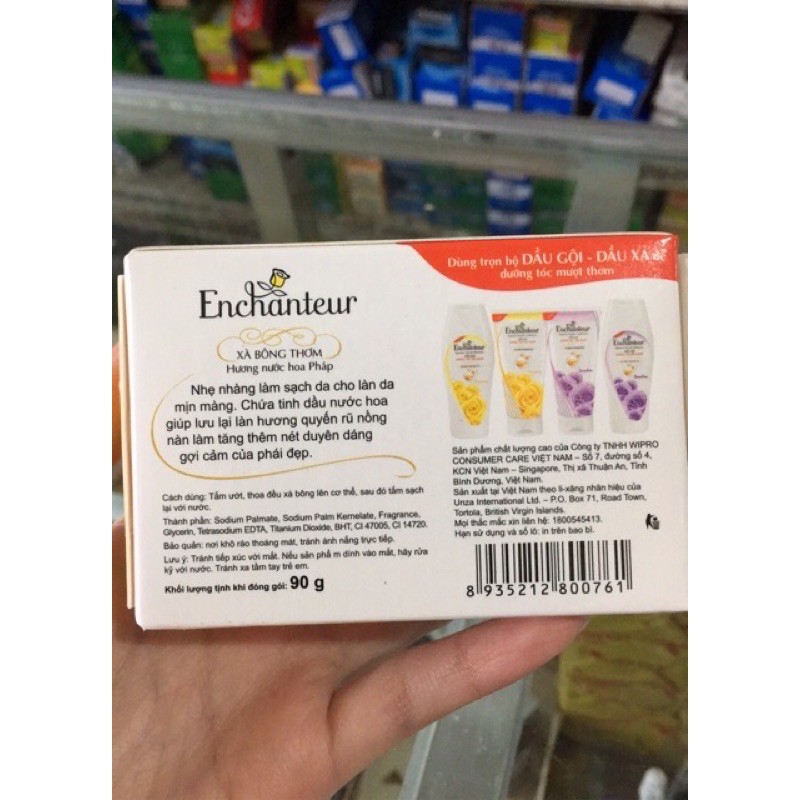 Dùng trọn bộ DẦU GỘI - DẦU XẢ để
dưỡng tóc mượt thơm
Enchanteur
XÀ BÔNG THƠM
Hương nước hoa Pháp
Nhẹ nhàng làm sạch da cho làn da
mịn màng. Chứa tinh dầu nước hoa
giúp lưu lại làn hương quyến rũ nồng
nàn làm tăng thêm nét duyên dáng
gợi cảm của phái đẹp.
Cách dùng: Tắm ướt, thoa đều xà bông lên cơ thể, sau đó tắm sạch
lại với nước.
Thành phần: Sodium Palmate, Sodium Palm Kernelate, Fragrance,
Glycerin, Tetrasodium EDTA, Titanium Dioxide, BHT, CI 47005, CI 14720.
Bảo quản: nơi khô ráo thoáng mát, tránh ánh nắng trực tiếp.
Lưu ý: Tránh tiếp xúc với mắt. Nếu sản phẩm dính vào mắt, hãy rửa
kỹ với nước. Tránh xa tầm tay trẻ em.
Khối lượng tịnh khi đóng gói: 90 g
Enchanteur
Enchanteur
Enchanteur
Enchanteur
Sản phẩm chất lượng cao của Công ty TNHH WIPRO
CONSUMER CARE VIỆT NAM – Số 7, đường số 4,
KCN Việt Nam – Singapore, Thị xã Thuận An, Tỉnh
Bình Dương, Việt Nam.
Sản xuất tại Việt Nam theo li-xăng nhãn hiệu của
Unza International Ltd. – P.O. Box 71, Road Town,
Tortola, British Virgin Islands.
Mọi thắc mắc xin liên hệ: 1800545413.
Hạn sử dụng và số lô: in trên bao bì.
8 935212 800761